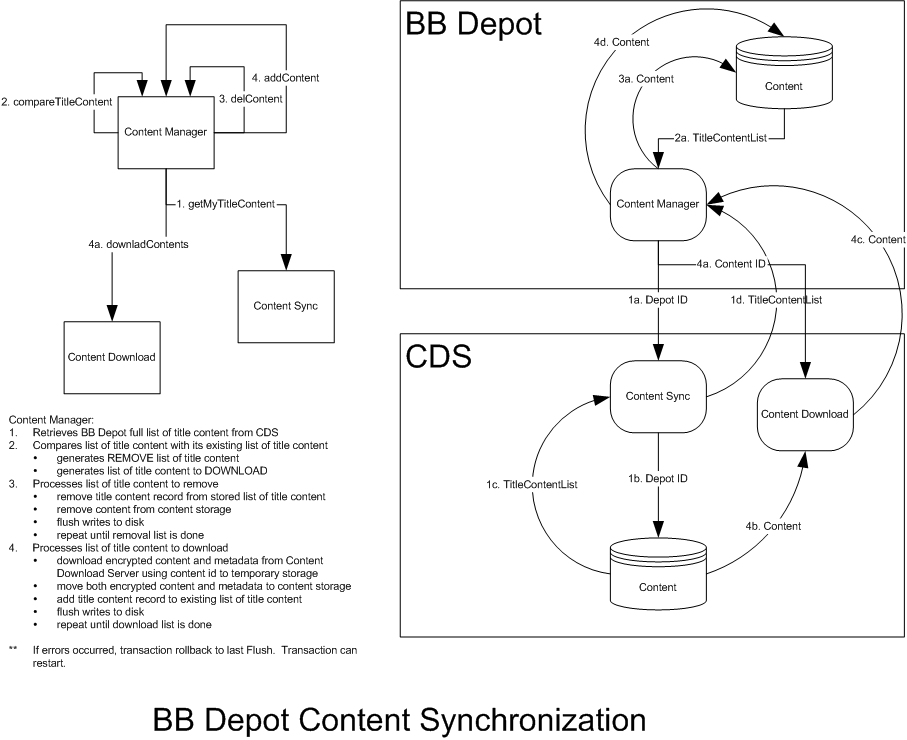 4. addContent
3. delContent
2. compareTitleContent
Content Manager
1. getMyTitleContent
4a. downladContents
Content Sync
Content Download
BB Depot
4d. Content
3a. Content
Content
2a. TitleContentList
Content Manager
4c. Content
4a. Content ID
1a. Depot ID
1d. TitleContentList
CDS
Content Sync
Content Download
1c. TitleContentList
1b. Depot ID
4b. Content
Content
Content Manager:
1. Retrieves BB Depot full list of title content from CDS
2. Compares list of title content with its existing list of title content
• generates REMOVE list of title content
• generates list of title content to DOWNLOAD
3. Processes list of title content to remove
• remove title content record from stored list of title content
• remove content from content storage
• flush writes to disk
• repeat until removal list is done
4. Processes list of title content to download
• download encrypted content and metadata from Content
Download Server using content id to temporary storage
• move both encrypted content and metadata to content storage
• add title content record to existing list of title content
• flush writes to disk
• repeat until download list is done
** If errors occurred, transaction rollback to last Flush. Transaction can
restart.
BB Depot Content Synchronization